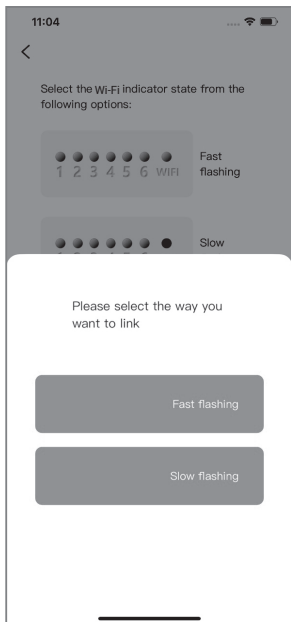 11:04
Select the Wi-Fi indicator state from the
following options:
1 2 3 4 5 6 WIFI
Fast
flashing
Slow
Please select the way you
want to link
Fast flashing
Slow flashing